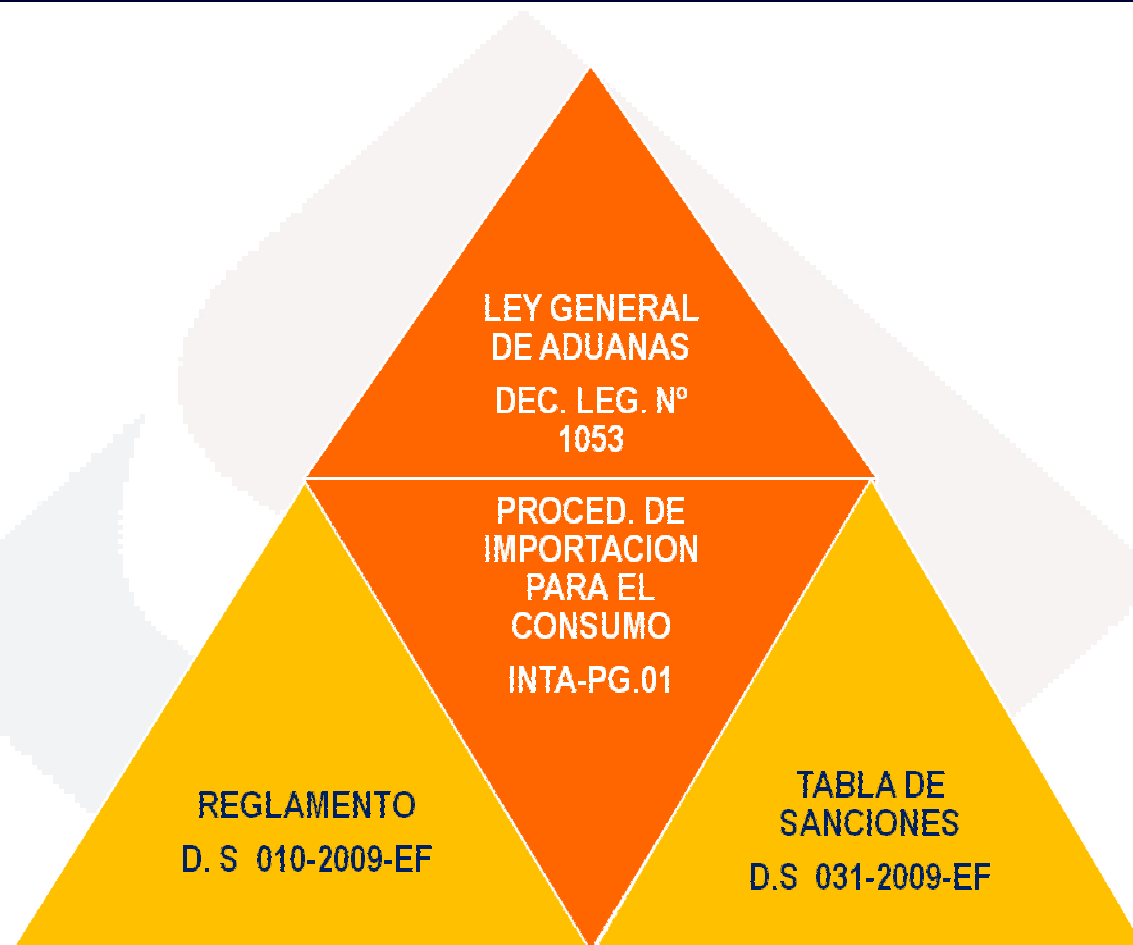 LEY GENERAL
DE ADUANAS
DEC. LEG. Nº
1053
PROCED. DE
IMPORTACION
PARA EL
CONSUMO
INTA-PG.01
REGLAMENTO
D. S 010-2009-EF
TABLA DE
SANCIONES
D.S 031-2009-EF